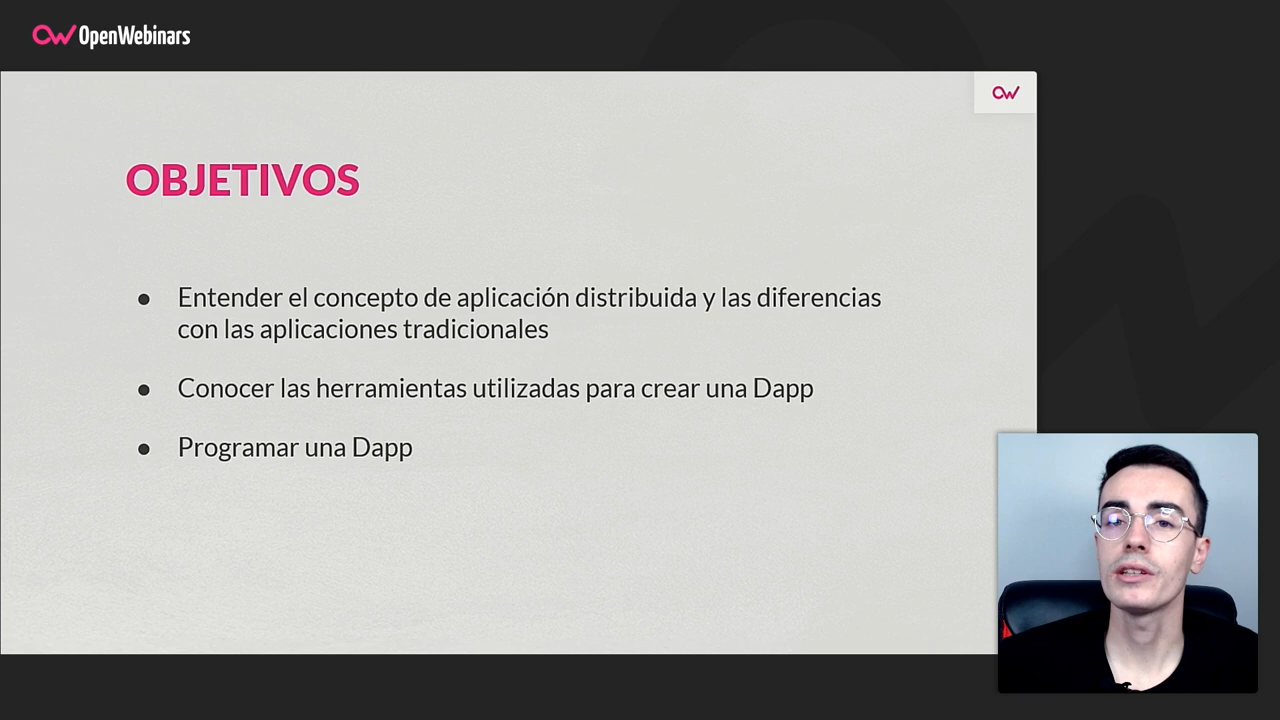 OpenWebinars
OBJETIVOS
● Entender el concepto de aplicación distribuida y las diferencias
con las aplicaciones tradicionales
● Conocer las herramientas utilizadas para crear una Dapp
● Programar una Dapp